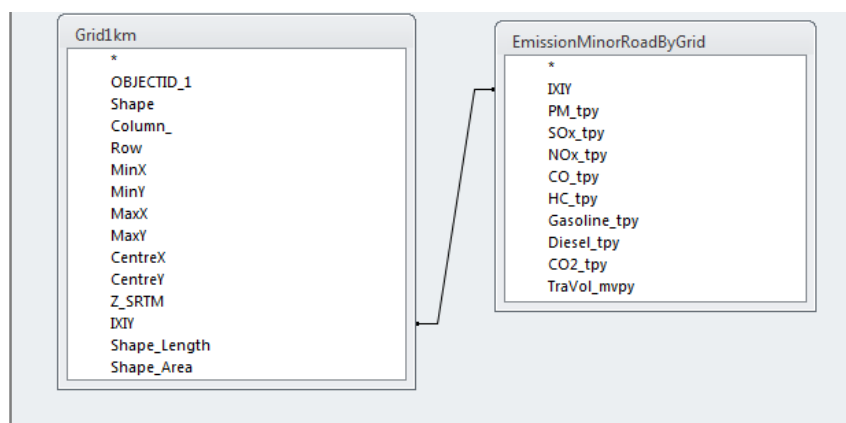 Grid1km
*
OBJECTID_1
Shape
Column_
Row
MinX
MinY
MaxX
MaxY
CentreX
CentreY
Z_SRTM
IXIY
Shape_Length
Shape_Area
EmissionMinorRoadByGrid
*
IXIY
PM_tpy
SOx_tpy
NOx_tpy
CO_tpy
HC_tpy
Gasoline_tpy
Diesel_tpy
CO2_tpy
TraVol_mvpy